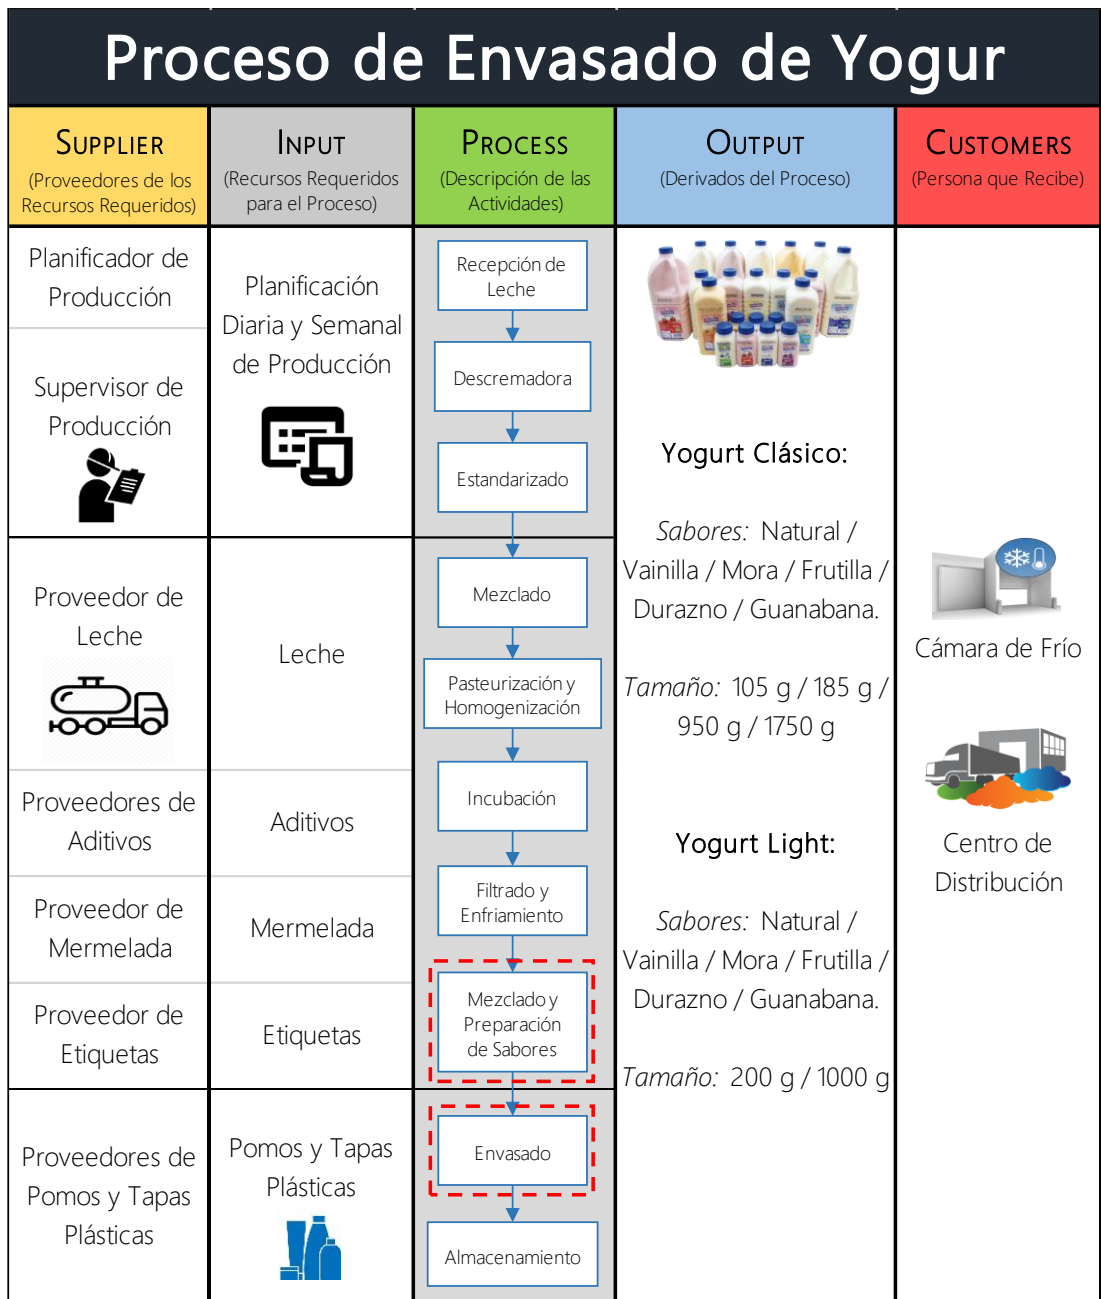 Proceso de Envasado de Yogur
SUPPLIER
(Proveedores de los
Recursos Requeridos)
INPUT
(Recursos Requeridos
para el Proceso)
PROCESS
(Descripción de las
Actividades)
OUTPUT
(Derivados del Proceso)
CUSTOMERS
(Persona que Recibe)
Planificador de
Producción
Supervisor de
Producción
Proveedor de
Leche
Proveedores de
Aditivos
Proveedor de
Mermelada
Proveedor de
Etiquetas
Proveedores de
Pomos y Tapas
Plásticas
Planificación
Diaria y Semanal
de Producción
Leche
Aditivos
Mermelada
Etiquetas
Pomos y Tapas
Plásticas
Recepción de
Leche
Descremadora
Estandarizado
Mezclado
Pasteurización y
Homogenización
Incubación
Filtrado y
Enfriamiento
Mezclado y
Preparación
de Sabores
Envasado
Almacenamiento
Yogurt Clásico:
Sabores: Natural /
Vainilla / Mora / Frutilla /
Durazno / Guanabana.
Tamaño: 105 g / 185 g /
950 g / 1750 g
Yogurt Light:
Sabores: Natural /
Vainilla / Mora / Frutilla /
Durazno / Guanabana.
Tamaño: 200 g / 1000 g
Cámara de Frío
Centro de
Distribución